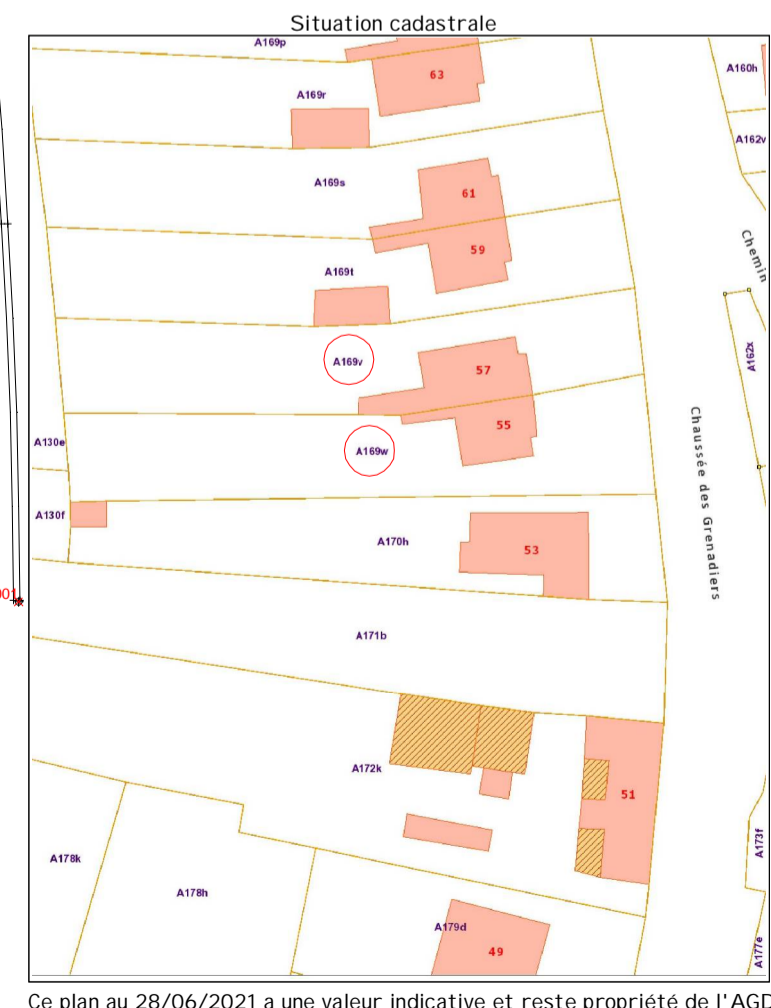 Situation cadastrale
A169p
63
A160h
A169r
A162v
A169s
61
59
Chemin
A169t
A162x
A169v
57
55
A130e
A169w
Chaussée des Grenadiers
A130f
A170h
53
A171b
A172k
51
A173f
A178k
A178h
A179d
49
A177e
Ce plan au 28/06/2021 a une valeur indicative et reste propriété de l'AGD